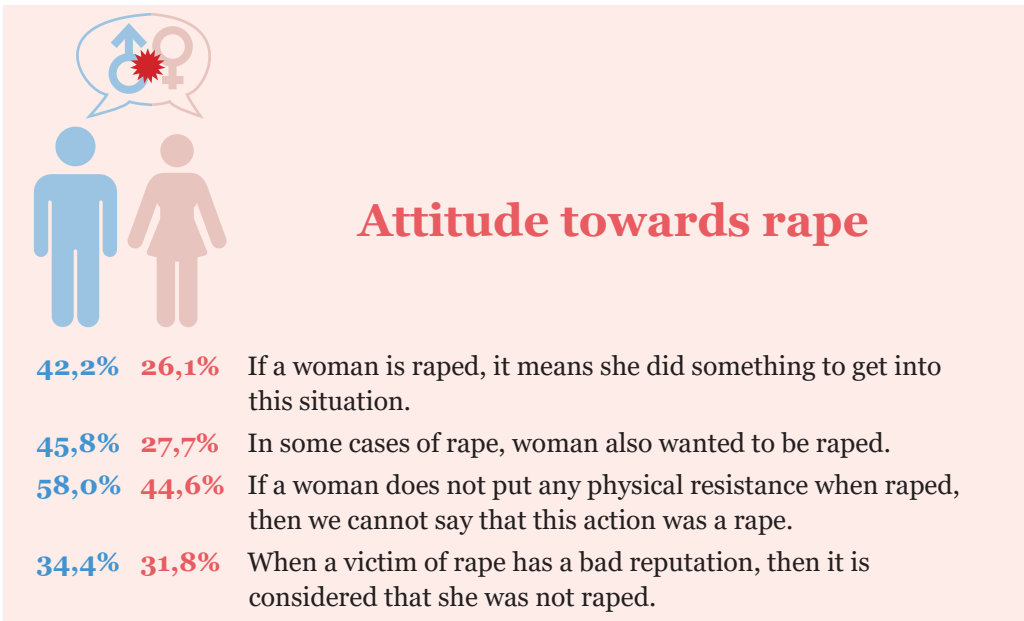 Attitude towards rape
42,2% 26,1% If a woman is raped, it means she did something to get into
this situation.
45,8% 27,7% In some cases of rape, woman also wanted to be raped.
58,0% 44,6% If a woman does not put any physical resistance when raped,
then we cannot say that this action was a rape.
34,4% 31,8% When a victim of rape has a bad reputation, then it is
considered that she was not raped.